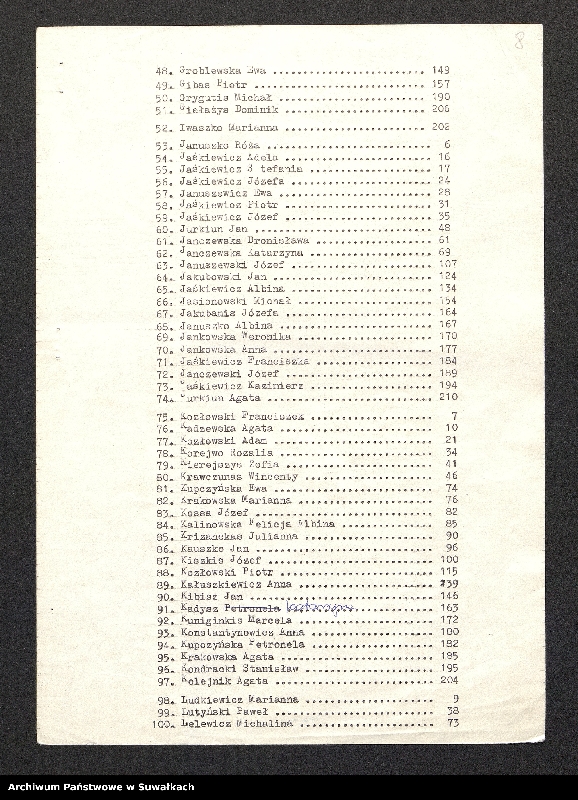 8
48. Groblewska Ewa ........................ 149
49. Gibas Piotr ........................... 157
50. Grygutis Michał ....................... 190
51. Giełażys Dominik ...................... 206
52. Iwaszko Marianna ...................... 202
53. Januszko Róża ......................... 6
54. Jaśkiewicz Adela ...................... 16
55. Jaśkiewicz Stefania ................... 17
56. Jaśkiewicz Józefa ..................... 24
57. Januszewicz Ewa ....................... 28
58. Jaśkiewicz Piotr ...................... 31
59. Jaśkiewicz Józef ...................... 35
60. Jurkiun Jan ........................... 48
61. Janczewska Bronisława ................. 61
62. Janczewska Katarzyna .................. 69
63. Januszewski Józef ..................... 107
64. Jakubowski Jan ........................ 124
65. Jaśkiewicz Albina ..................... 134
66. Jasionowski Michał .................... 154
67. Jakubanis Józefa ...................... 164
68. Januszko Albina ....................... 167
69. Jankowska Weronika .................... 170
70. Jankowska Anna ........................ 177
71. Jaśkiewicz Franciszka ................. 184
72. Janczewski Józef ...................... 189
73. Jaśkiewicz Kazimierz .................. 194
74. Jurkiun Agata ......................... 210
75. Kozłowski Franciszek .................. 7
76. Kadzewska Agata ....................... 10
77. Kozłowski Adam ........................ 21
78. Korejwo Rozalia ....................... 34
79. Kierejszys Zofia ...................... 41
80. Krawczunas Wincenty ................... 46
81. Kupczyńska Ewa ........................ 74
82. Krakowska Marianna .................... 76
83. Kossa Józef ........................... 82
84. Kalinowska Felicja Albina ............. 85
85. Krizanckas Julianna ................... 90
86. Kauszko Jan ........................... 96
87. Kiszkis Józef ......................... 100
88. Kozłowski Piotr ....................... 115
89. Kałuszkiewicz Anna .................... 139
90. Kibisz Jan ............................ 146
91. Kadysz Petronela ...................... 163
92. Kuniginkis Marcela .................... 172
93. Konstantynowicz Anna .................. 180
94. Kupczyńska Petronela .................. 182
95. Krakowska Agata ....................... 185
96. Kondracki Stanisław ................... 195
97. Kolejnik Agata ........................ 204
98. Ludkiewicz Marianna ................... 9
99. Lutyński Paweł ........................ 38
100. Lelewicz Michalina ................... 73
Archiwum Państwowe w Suwałkach